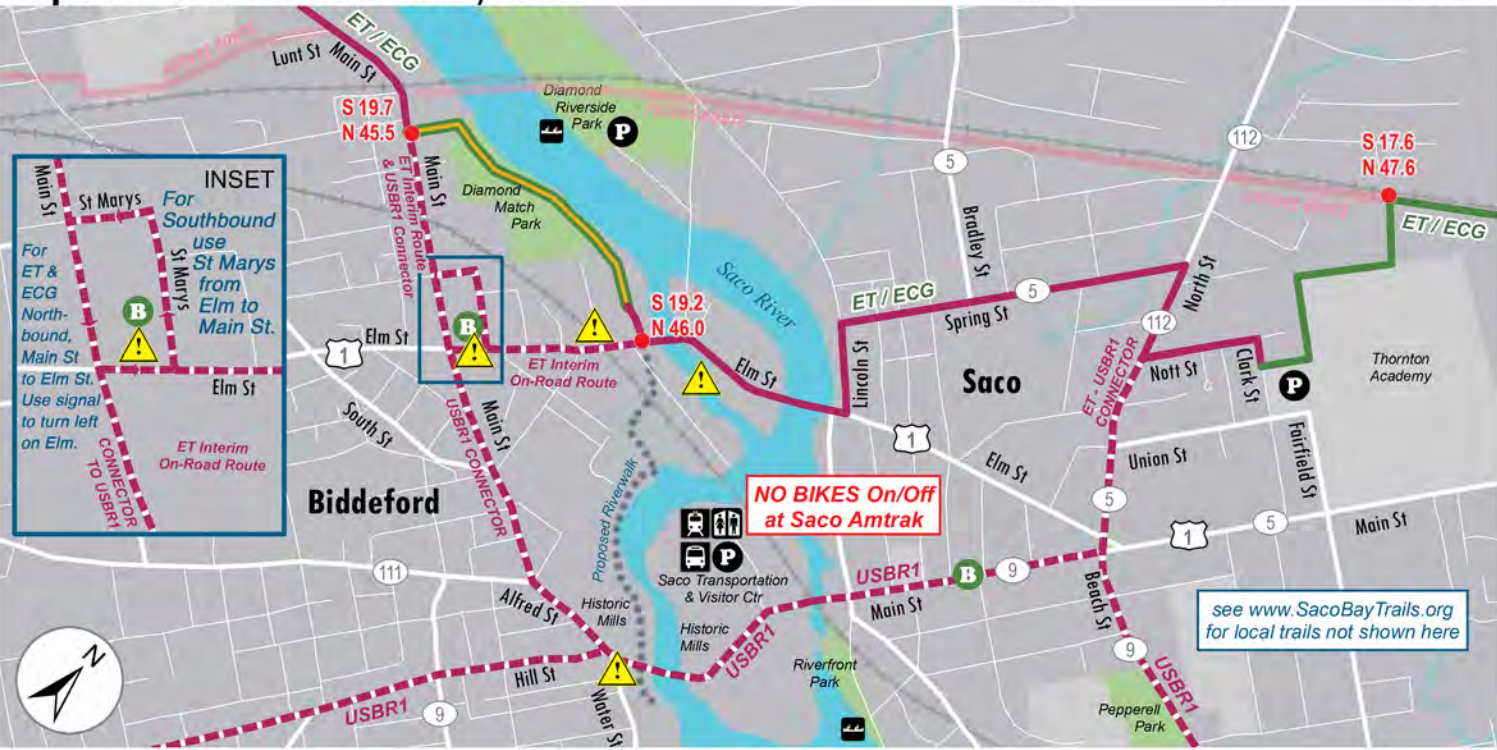 Lunt St
Main St
ET / ECG
FUTURE ROUTE
S 19.7
N 45.5
Diamond
Riverside
Park
P
FUTURE ROUTE
5
112
S 17.6
N 47.6
FUTURE ROUTE
ET / ECG
INSET
Main St
St Marys
St Marys
For
Southbound
use
St Marys
from
Elm to
Main St.
For
ET &
ECG
North-
bound,
Main St
to Elm St.
Use signal
to turn left
on Elm.
B
!
Elm St
ET Interim
On-Road Route
CONNECTOR
TO USBR1
ET Interim Route
& USBR1 Connector
Main St
Diamond
Match
Park
Saco River
Bradley St
ET / ECG
5
Spring St
North St
112
S 19.2
N 46.0
B
!
!
!
Elm St
1
ET Interim
On-Road Route
Elm St
Lincoln St
Saco
ET - USBR1
CONNECTOR
Nott St
Clark St
P
Thornton
Academy
South St
Main St
USBR1 CONNECTOR
1
Elm St
Union St
Fairfield St
Biddeford
Proposed Riverwalk
NO BIKES On/Off
at Saco Amtrak
5
1
5
Main St
P
Saco Transportation
& Visitor Ctr
USBR1
B
9
Main St
111
Alfred St
Historic
Mills
Historic
Mills
USBR1
Beach St
see www.SacoBayTrails.org
for local trails not shown here
N
Hill St
!
Water St
Riverfront
Park
9
USBR1
USBR1
9
Pepperell
Park